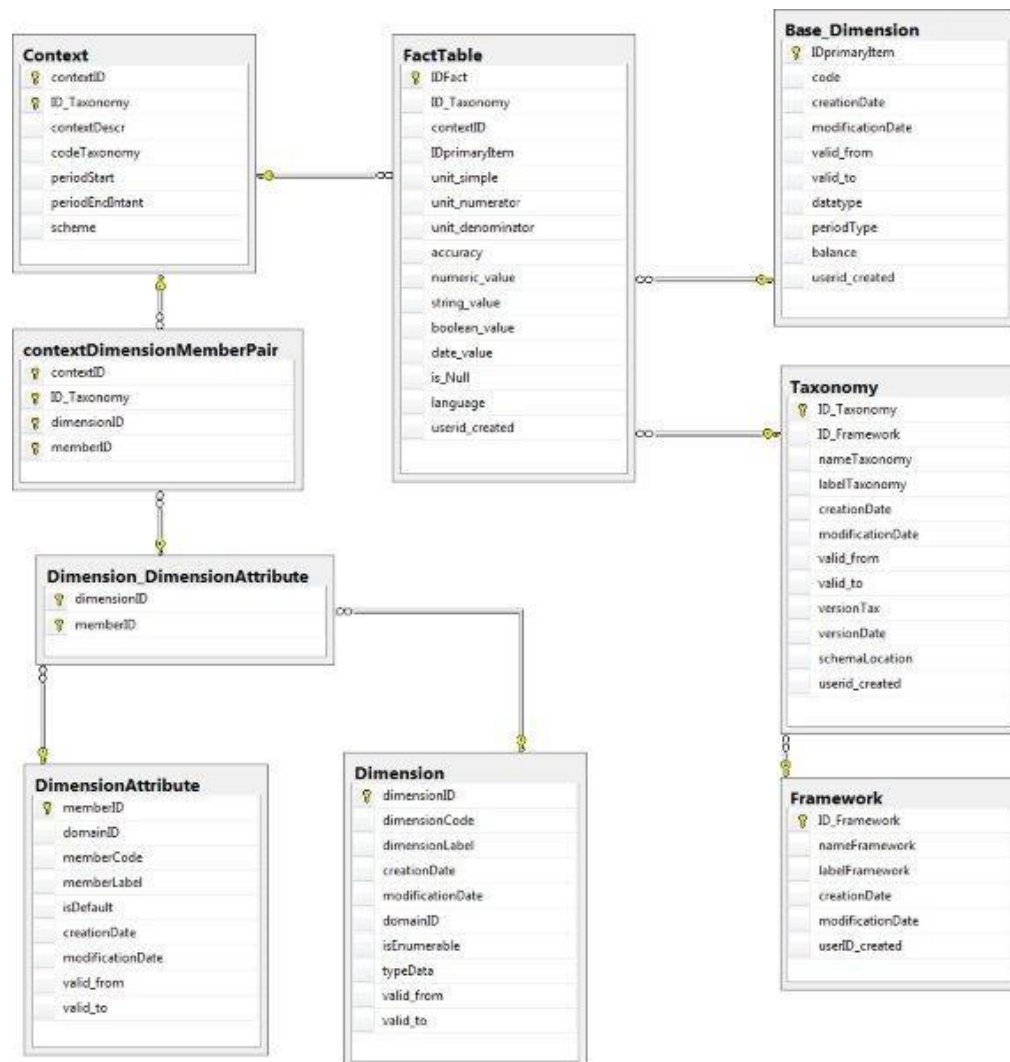 Context
contextID
ID_Taxonomy
contextDescr
codeTaxonomy
periodStart
periodEndIntant
scheme
FactTable
IDFact
ID_Taxonomy
contextID
IDprimaryItem
unit_simple
unit_numerator
unit_denominator
accuracy
numeric_value
string_value
boolean_value
date_value
is_Null
language
userid_created
Base_Dimension
IDprimaryItem
code
creationDate
modificationDate
valid_from
valid_to
datatype
periodType
balance
userid_created
contextDimensionMemberPair
contextID
ID_Taxonomy
dimensionID
memberID
Taxonomy
ID_Taxonomy
ID_Framework
nameTaxonomy
labelTaxonomy
creationDate
modificationDate
valid_from
valid_to
versionTax
versionDate
schemaLocation
userid_created
Dimension_DimensionAttribute
dimensionID
memberID
DimensionAttribute
memberID
domainID
memberCode
memberLabel
isDefault
creationDate
modificationDate
valid_from
valid_to
Dimension
dimensionID
dimensionCode
dimensionLabel
creationDate
modificationDate
domainID
isEnumerable
typeData
valid_from
valid_to
Framework
ID_Framework
nameFramework
labelFramework
creationDate
modificationDate
userID_created